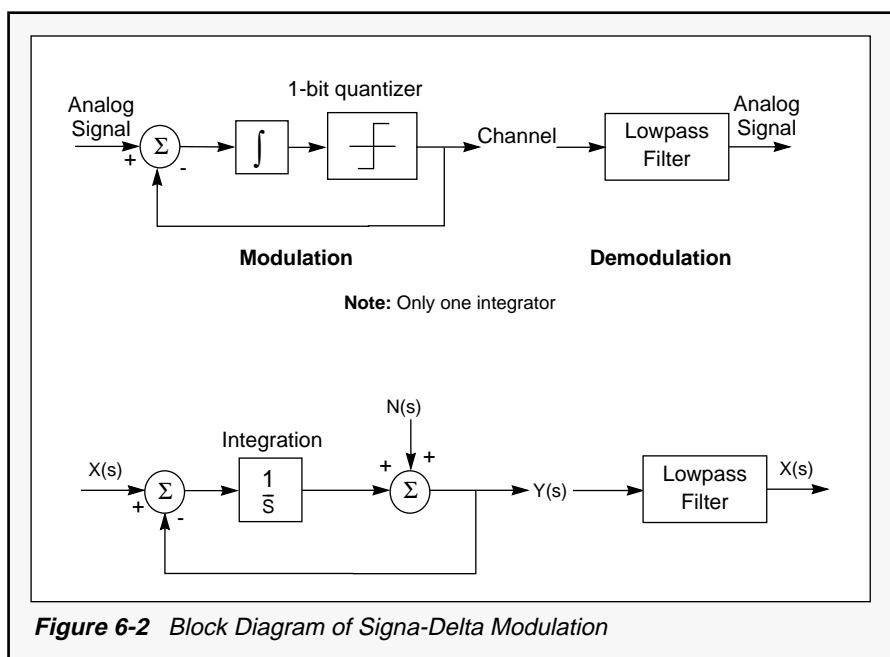 1-bit quantizer
Analog
Signal
+
Σ
-
∫
Channel
Lowpass
Filter
Analog
Signal
Modulation
Demodulation
Note: Only one integrator
N(s)
Integration
X(s)
+
Σ
-
1
s
+
+
Σ
Y(s)
Lowpass
Filter
X(s)
Figure 6-2 Block Diagram of Signa-Delta Modulation